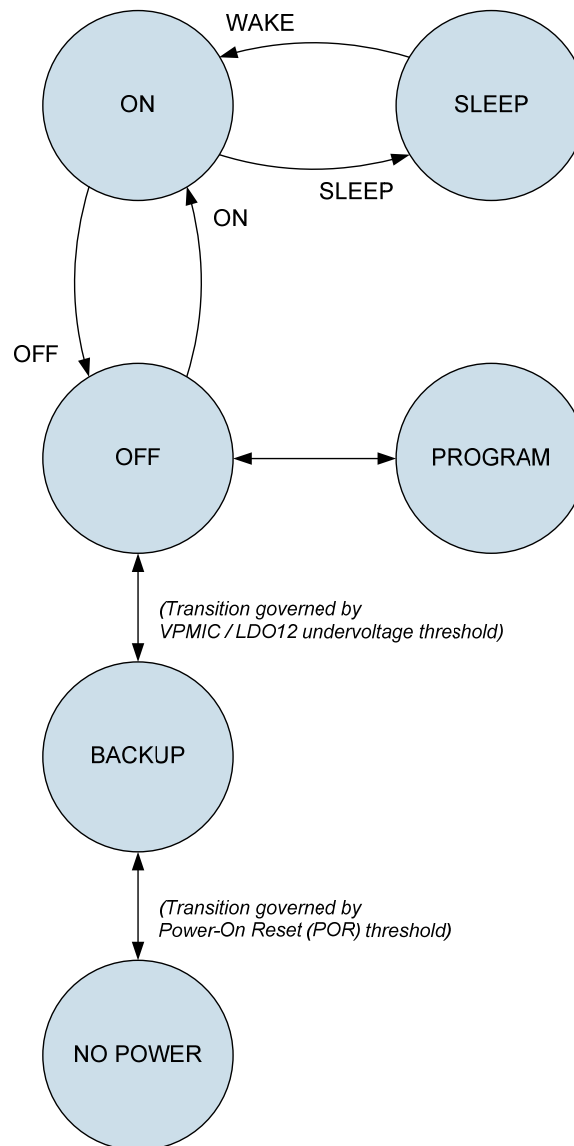 WAKE
ON
SLEEP
SLEEP
ON
OFF
OFF
PROGRAM
(Transition governed by
VPMIC / LDO12 undervoltage threshold)
BACKUP
(Transition governed by
Power-On Reset (POR) threshold)
NO POWER